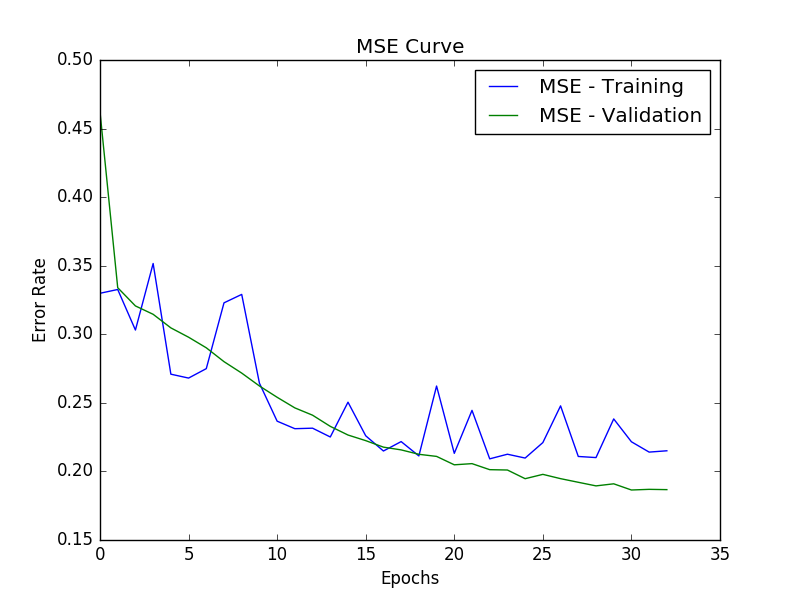 MSE Curve
MSE - Training
MSE - Validation
0.50
0.45
0.40
0.35
0.30
0.25
0.20
0.15
Error Rate
0 5 10 15 20 25 30 35
Epochs